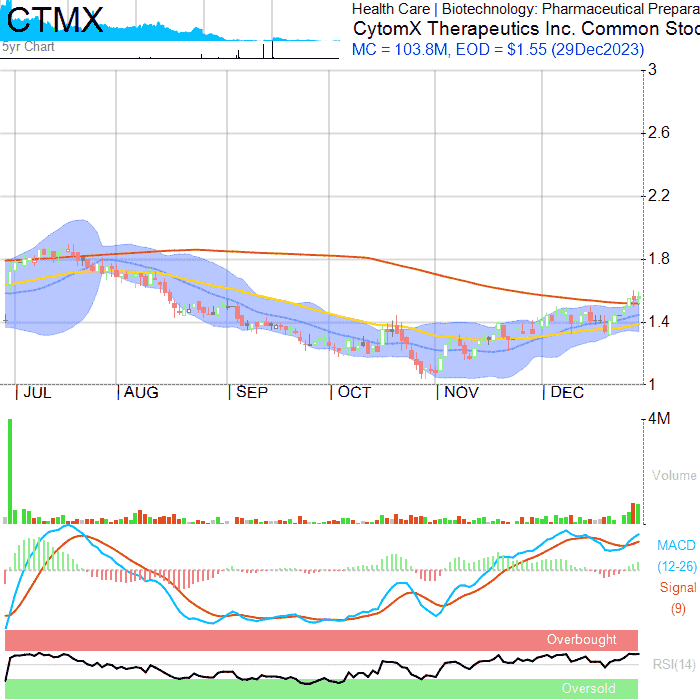 CTMX
Health Care | Biotechnology: Pharmaceutical Prepara
5yr Chart
CytomX Therapeutics Inc. Common Stoc
MC = 103.8M, EOD = $1.55 (29Dec2023)
3
2.6
2.2
1.8
1.4
1
JUL AUG SEP OCT NOV DEC
4M
Volume
MACD
(12-26)
Signal
(9)
Overbought
RSI(14)
Oversold